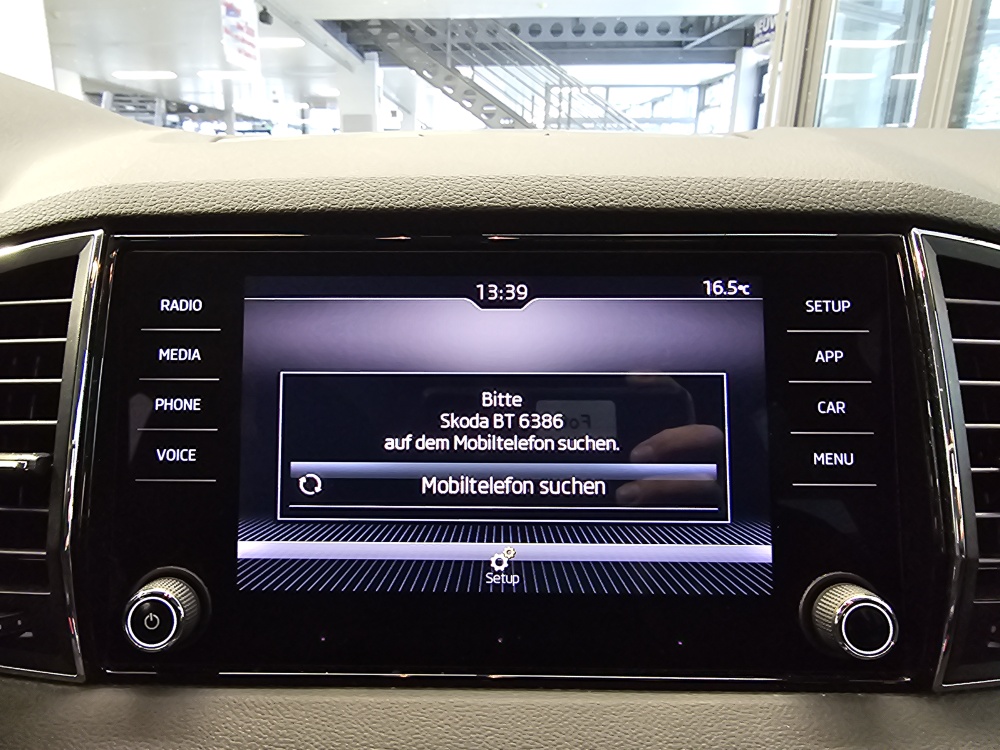 13:39
16.5°C
RADIO
MEDIA
PHONE
VOICE
SETUP
APP
CAR
MENU
Bitte
Skoda BT 6386
auf dem Mobiltelefon suchen.
Mobiltelefon suchen
Setup